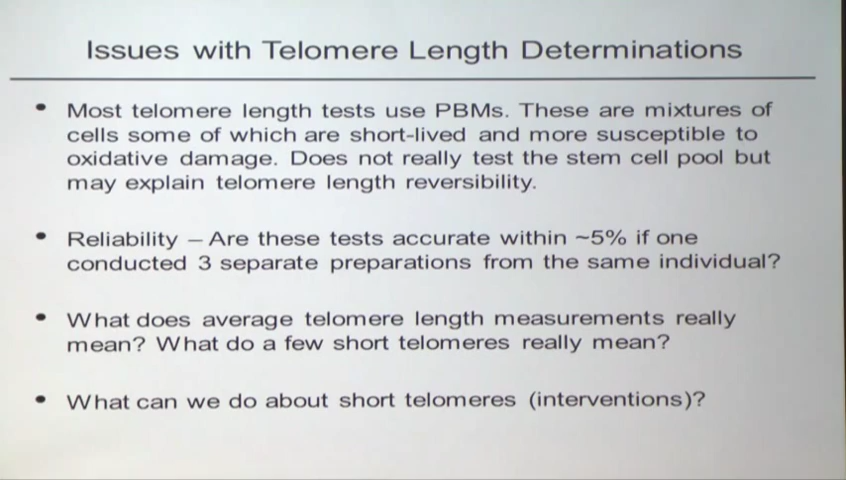 Issues with Telomere Length Determinations
• Most telomere length tests use PBMs. These are mixtures of
cells some of which are short-lived and more susceptible to
oxidative damage. Does not really test the stem cell pool but
may explain telomere length reversibility.
• Reliability – Are these tests accurate within ~5% if one
conducted 3 separate preparations from the same individual?
• What does average telomere length measurements really
mean? What do a few short telomeres really mean?
• What can we do about short telomeres (interventions)?